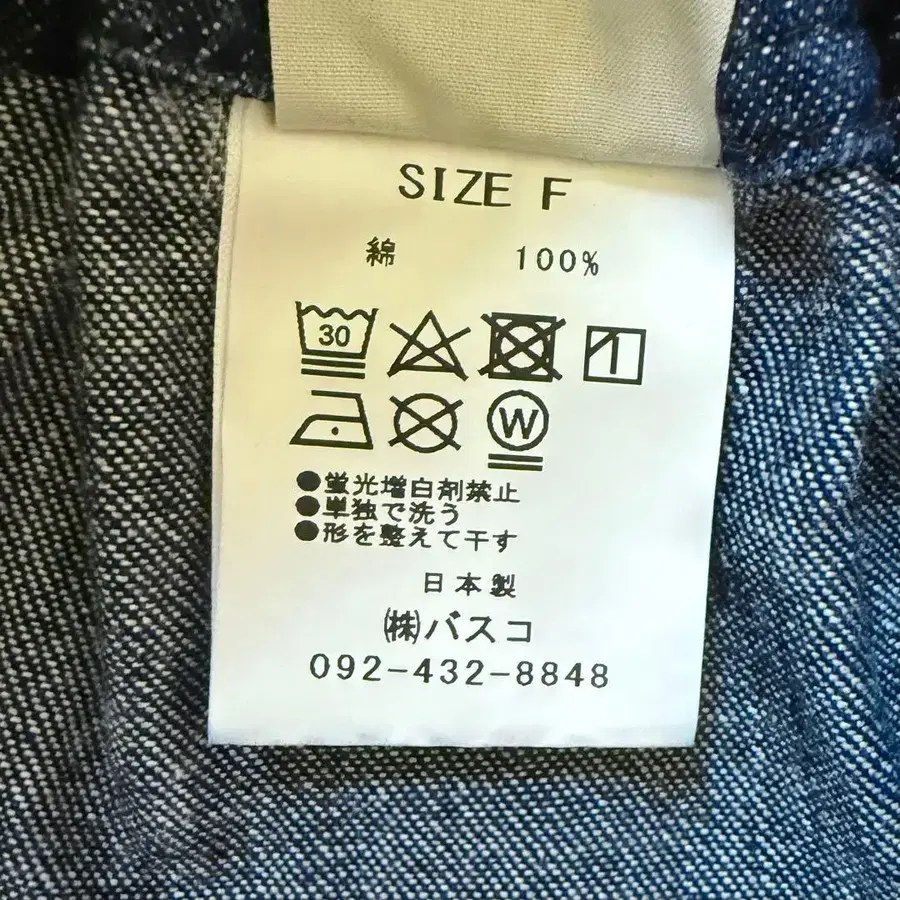 SIZE F
綿 100%
30
W
●蛍光増白剤禁止
●単独で洗う
●形を整えて干す
日本製
㈱バスコ
092-432-8848